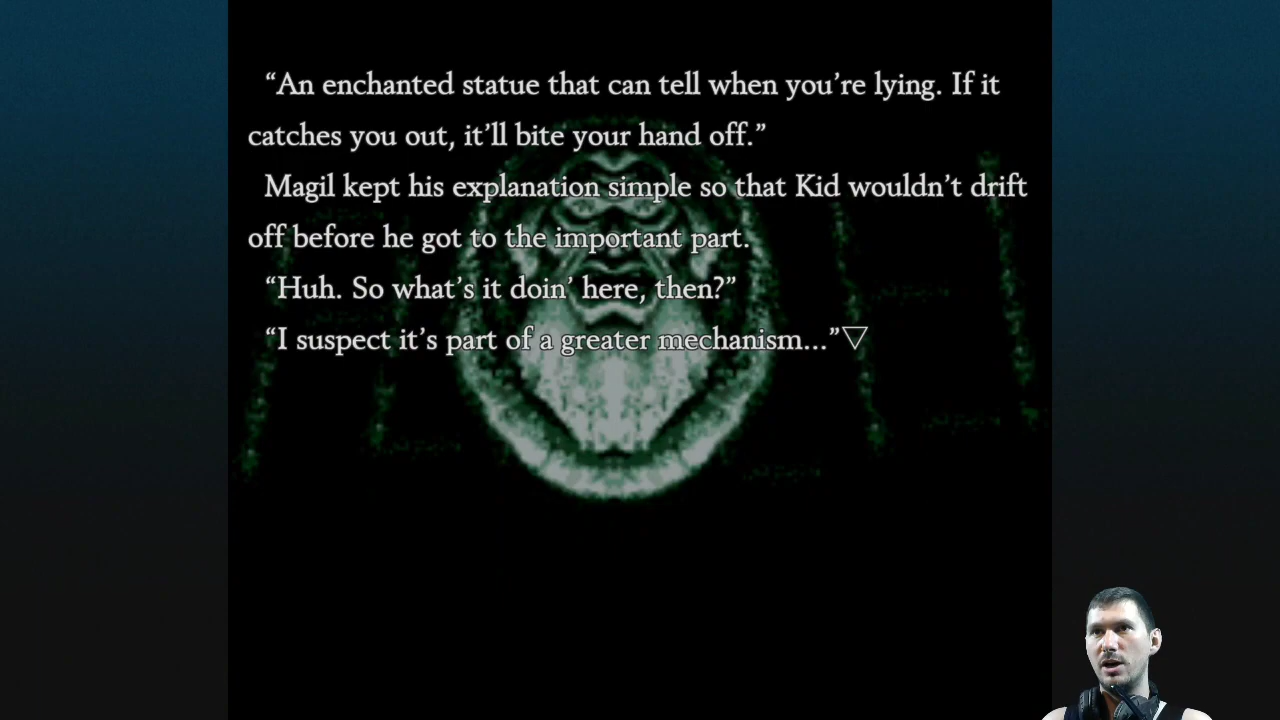 “An enchanted statue that can tell when you’re lying. If it
catches you out, it’ll bite your hand off.”
Magil kept his explanation simple so that Kid wouldn’t drift
off before he got to the important part.
“Huh. So what’s it doin’ here, then?”
“I suspect it’s part of a greater mechanism...”▽